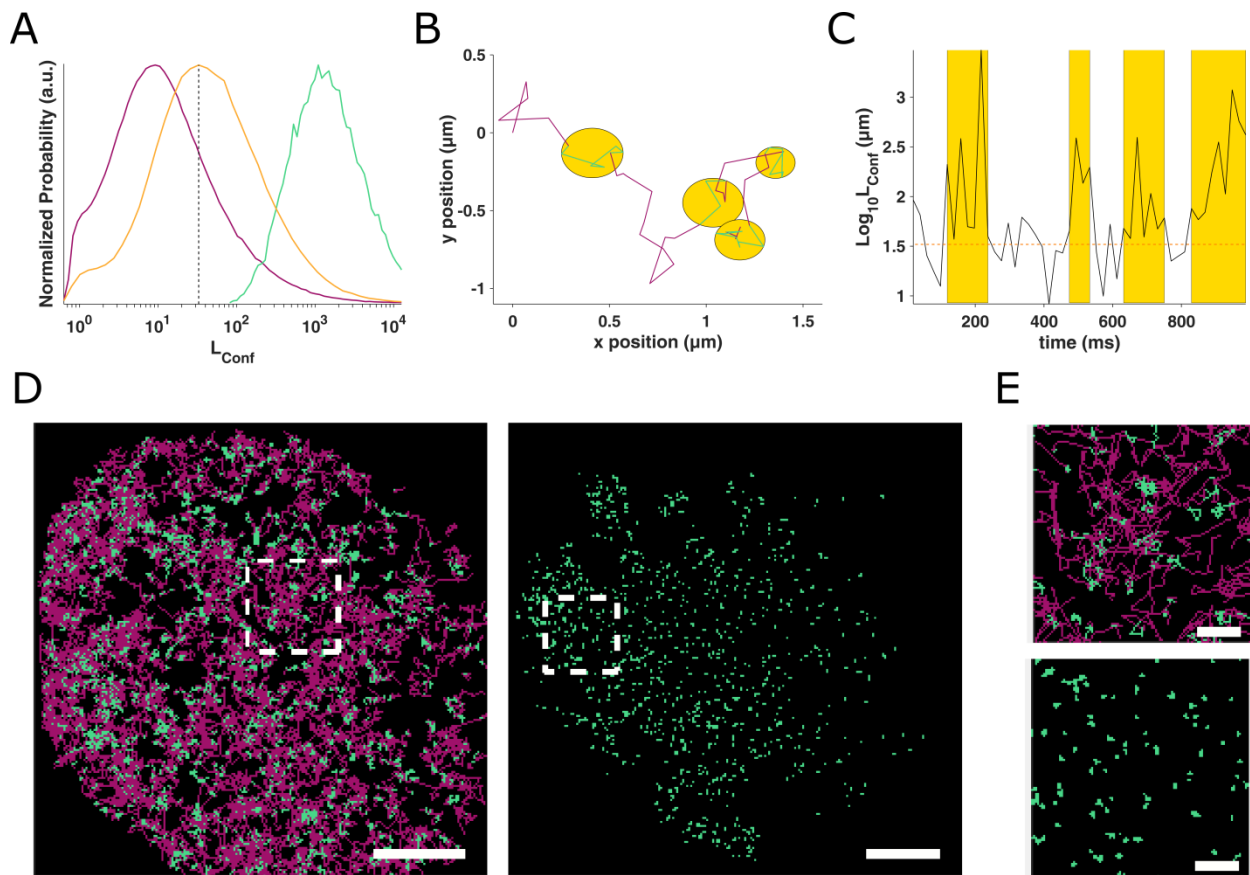 A
Normalized Probability (a.u.)
10^0 10^1 10^2 10^3 10^4
L_Conf
B
y position (μm)
0.5
0
-0.5
-1
0 0.5 1 1.5
x position (μm)
C
Log_10 L_Conf (μm)
3
2.5
2
1.5
1
200 400 600 800
time (ms)
D
E